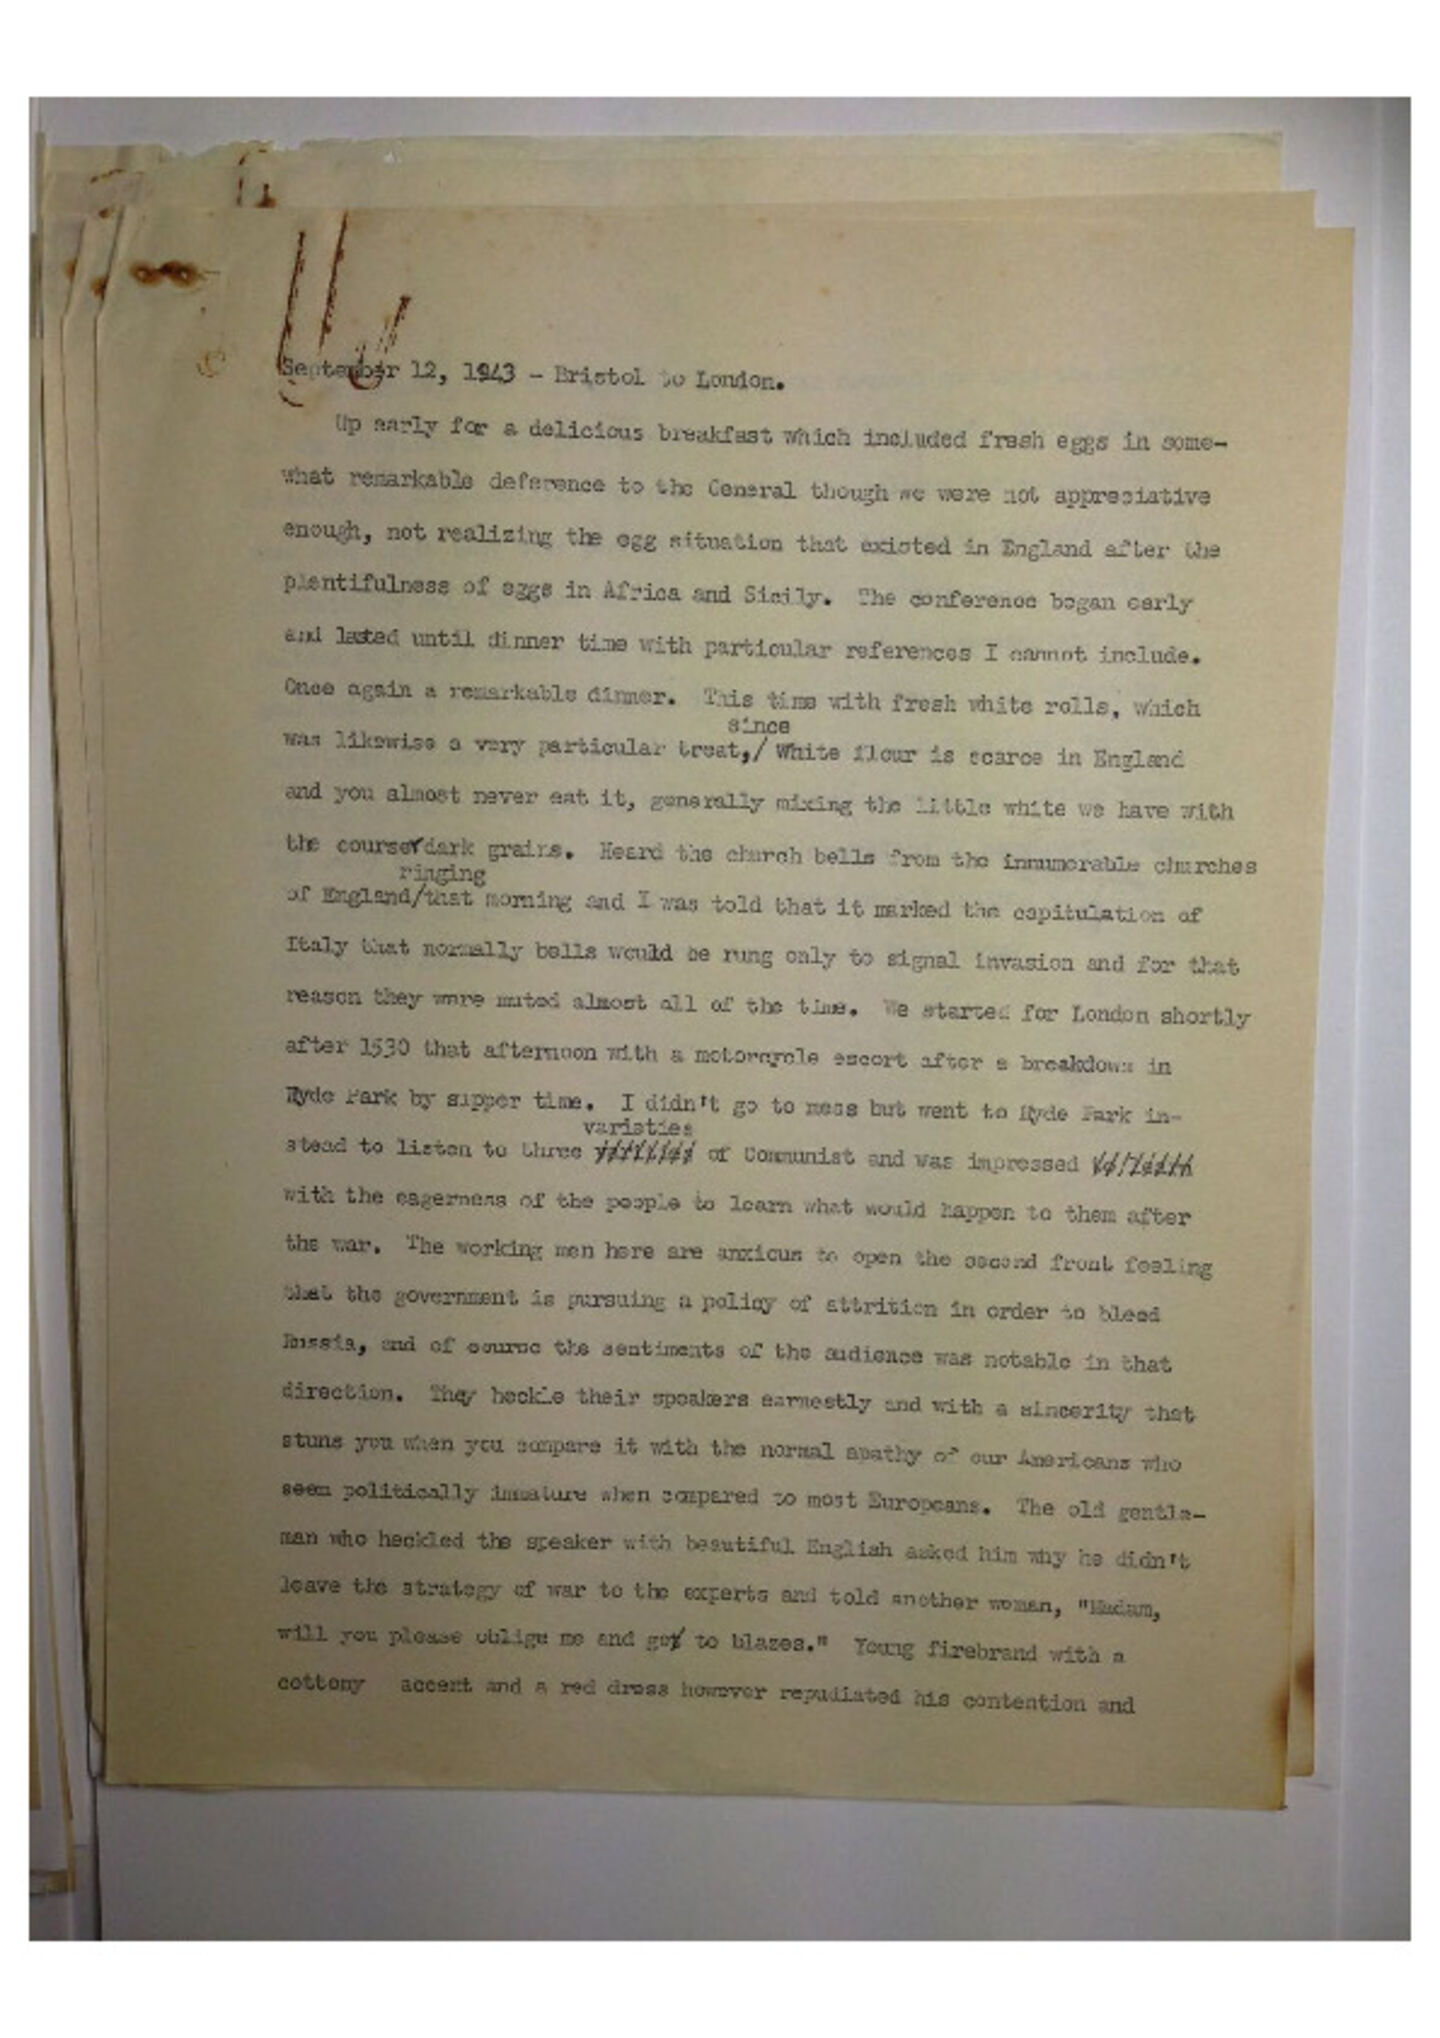 September 12, 1943 - Bristol to London.
Up early for a delicious breakfast which included fresh eggs in some-
what remarkable deference to the General though we were not appreciative
enough, not realizing the egg situation that existed in England after the
plentifulness of eggs in Africa and Sicily. The conference began early
and lasted until dinner time with particular references I cannot include.
Once again a remarkable dinner. This time with fresh white rolls, which
since
was likewise a very particular treat,/ White flour is scarce in England
and you almost never eat it, generally mixing the little white we have with
the course dark grains. Heard the church bells from the innumerable churches
ringing
of England/that morning and I was told that it marked the capitulation of
Italy that normally bells would be rung only to signal invasion and for that
reason they were muted almost all of the time. We started for London shortly
after 1530 that afternoon with a motorcycle escort after a breakdown in
Hyde Park by supper time. I didn't go to mess but went to Hyde Park in-
varieties
stead to listen to three of Communist and was impressed
with the eagerness of the people to learn what would happen to them after
the war. The working men here are anxious to open the second front feeling
that the government is pursuing a policy of attrition in order to bleed
Russia, and of course the sentiments of the audience was notable in that
direction. They heckle their speakers earnestly and with a sincerity that
stuns you when you compare it with the normal apathy of our Americans who
seem politically immature when compared to most Europeans. The old gentle-
man who heckled the speaker with beautiful English asked him why he didn't
leave the strategy of war to the experts and told another woman, "Madam,
will you please oblige me and go to blazes." Young firebrand with a
cottony accent and a red dress however repudiated his contention and